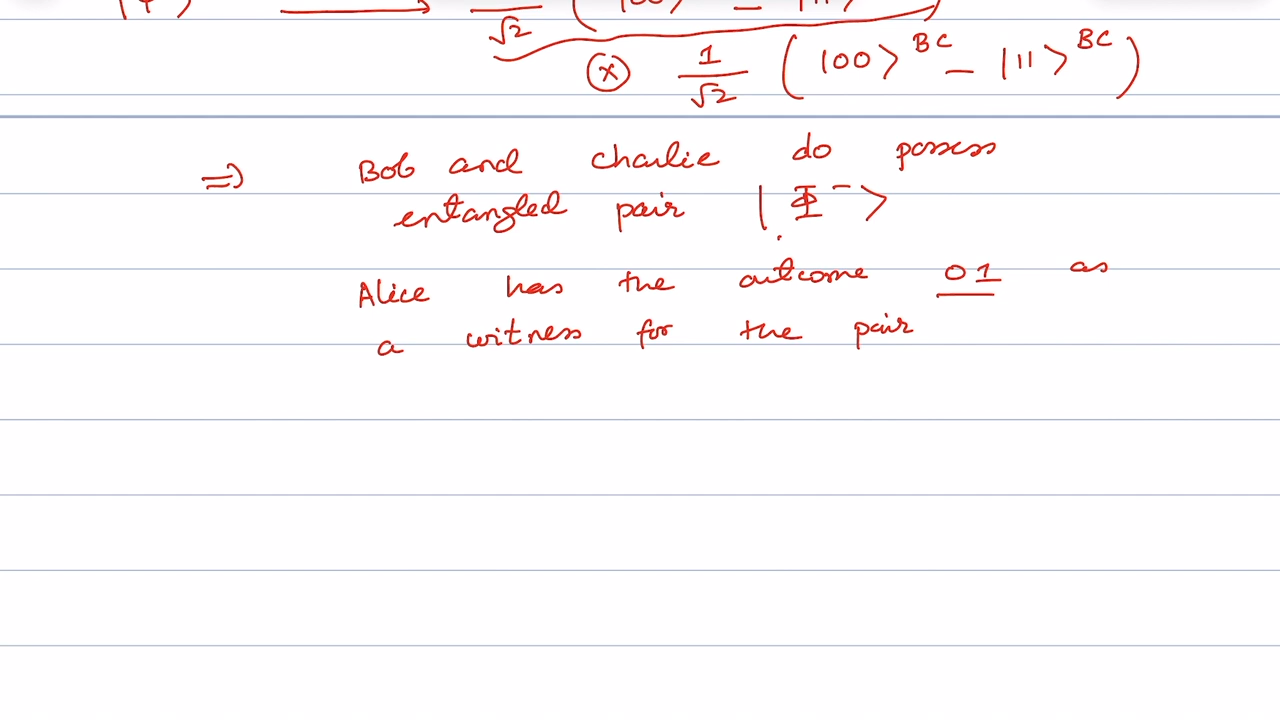 √2
⊗ 1/√2 ( |00⟩^BC − |11⟩^BC )
⇒ Bob and Charlie do possess
entangled pair |Φ⁻⟩
Alice has the outcome 01 as
a witness for the pair